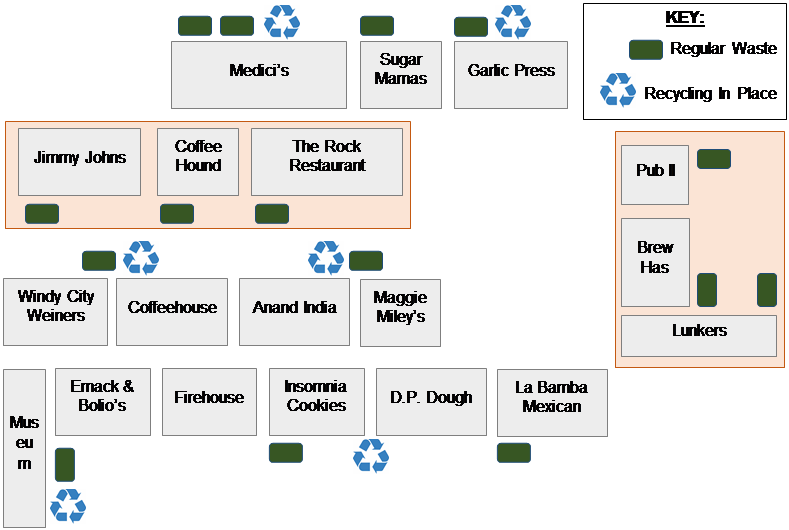 KEY:
Regular Waste
Recycling In Place
Medici's
Sugar
Mamas
Garlic Press
Jimmy Johns
Coffee
Hound
The Rock
Restaurant
Pub II
Brew
Has
Lunkers
Windy City
Weiners
Coffeehouse
Anand India
Maggie
Miley's
Mus
eu
m
Emack &
Bolio's
Firehouse
Insomnia
Cookies
D.P. Dough
La Bamba
Mexican